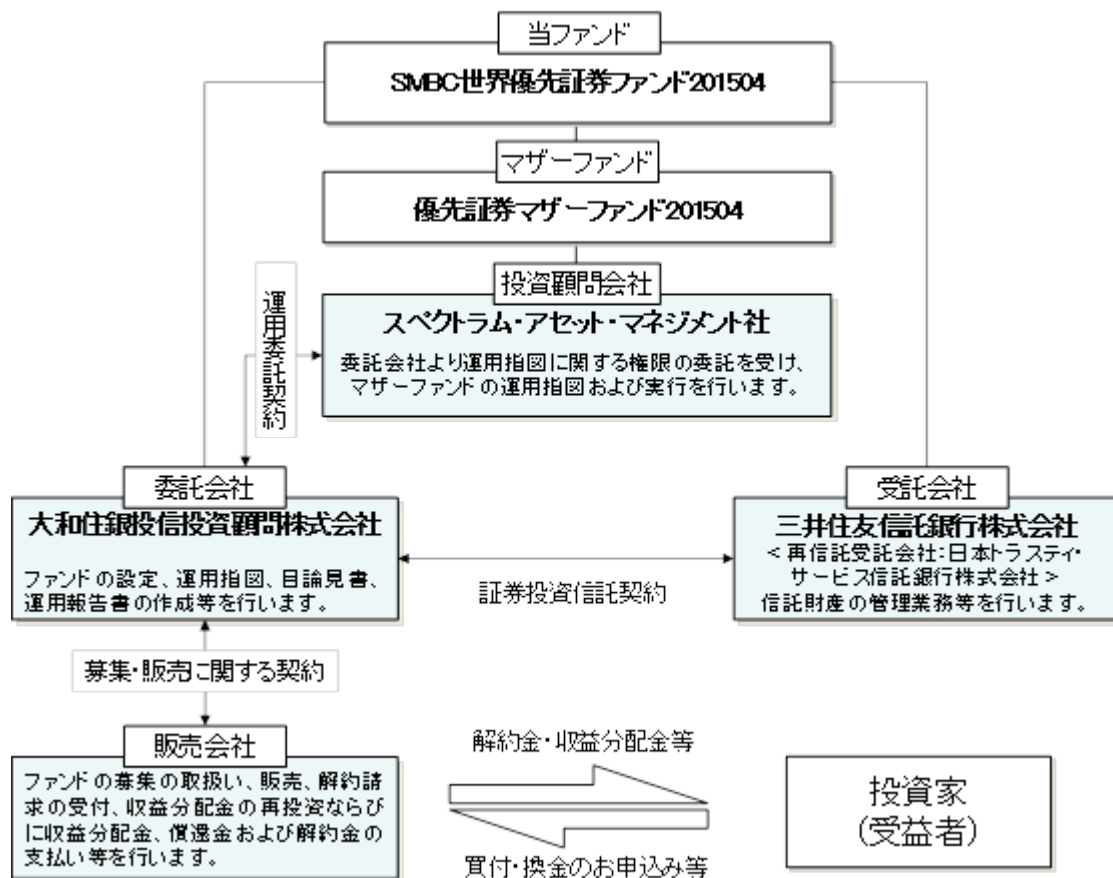 当ファンド
SMBC世界優先証券ファンド201504
マザーファンド
優先証券マザーファンド201504
投資顧問会社
スペクトラム・アセット・マネジメント社
委託会社より運用指図に関する権限の委託を受け、
マザーファンドの運用指図および実行を行います。
運用委託契約
委託会社
大和住銀投信投資顧問株式会社
ファンドの設定、運用指図、目論見書、
運用報告書の作成等を行います。
証券投資信託契約
受託会社
三井住友信託銀行株式会社
<再信託受託会社:日本トラスティ・
サービス信託銀行株式会社>
信託財産の管理業務等を行います。
募集・販売に関する契約
販売会社
ファンドの募集の取扱い、販売、解約請
求の受付、収益分配金の再投資ならび
に収益分配金、償還金および解約金の
支払い等を行います。
解約金・収益分配金等
買付・換金のお申込み等
投資家
(受益者)